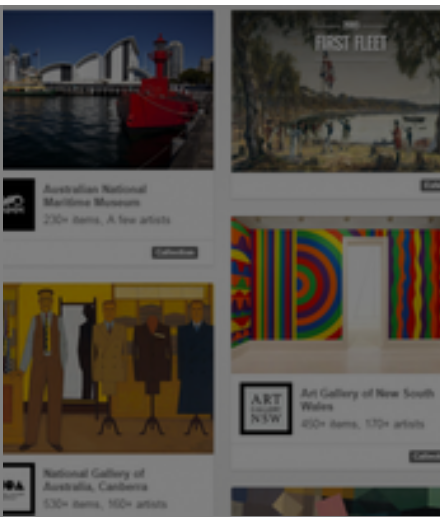 Australian National
Maritime Museum
230+ items, A few artists
Collection
National Gallery of
Australia, Canberra
530+ items, 160+ artists
FIRST FLEET
ART
GALLERY
NSW
Art Gallery of New South
Wales
450+ items, 170+ artists